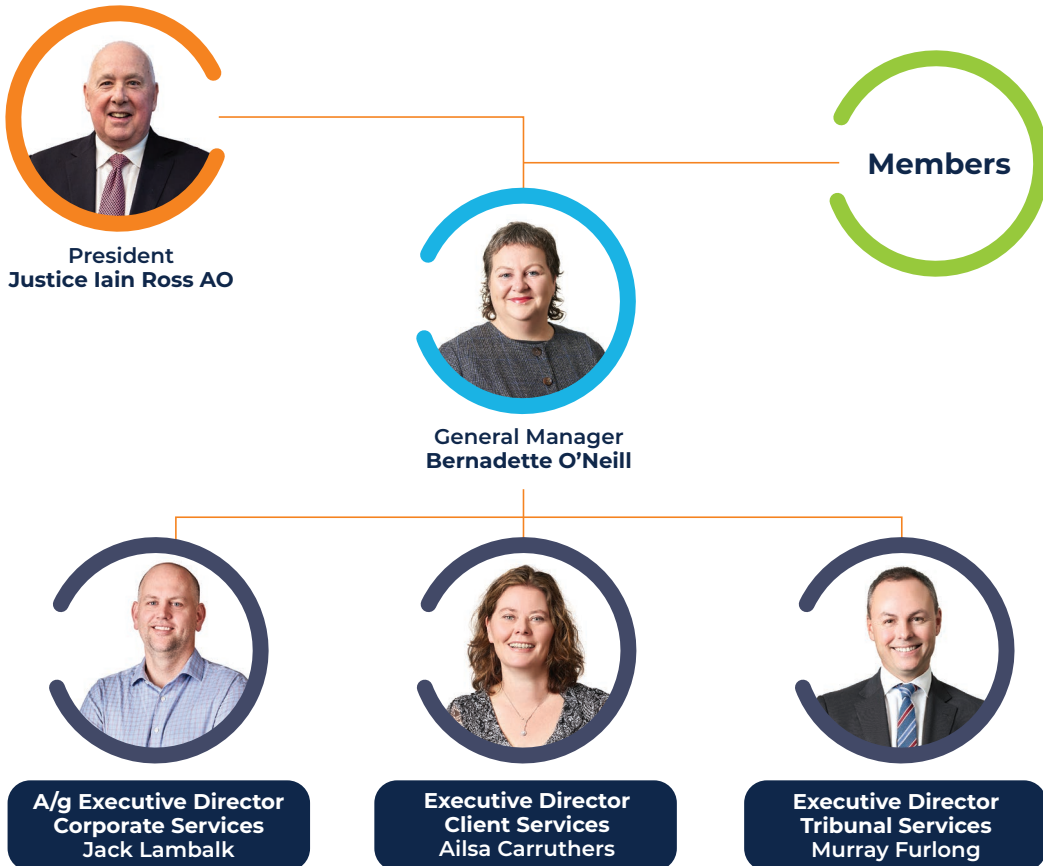 Members
President
Justice Iain Ross AO
General Manager
Bernadette O’Neill
A/g Executive Director
Corporate Services
Jack Lambalk
Executive Director
Client Services
Ailsa Carruthers
Executive Director
Tribunal Services
Murray Furlong